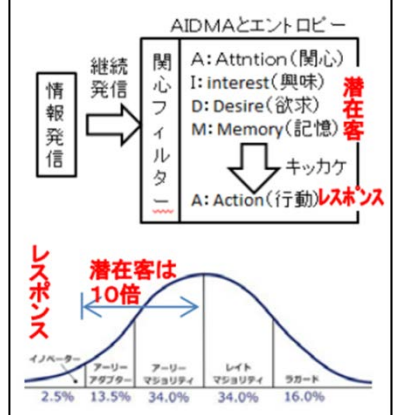 AIDMAとエントロピー
情報発信
継続
発信
関心フィルター
A:Attntion(関心)
I:interest(興味)
D:Desire(欲求)
M:Memory(記憶)
潜在客
キッカケ
A:Action(行動)
レスポンス
レスポンス
潜在客は
10倍
イノベーター
アーリー
アダプター
アーリー
マジョリティ
レイト
マジョリティ
ラガード
2.5% 13.5% 34.0% 34.0% 16.0%